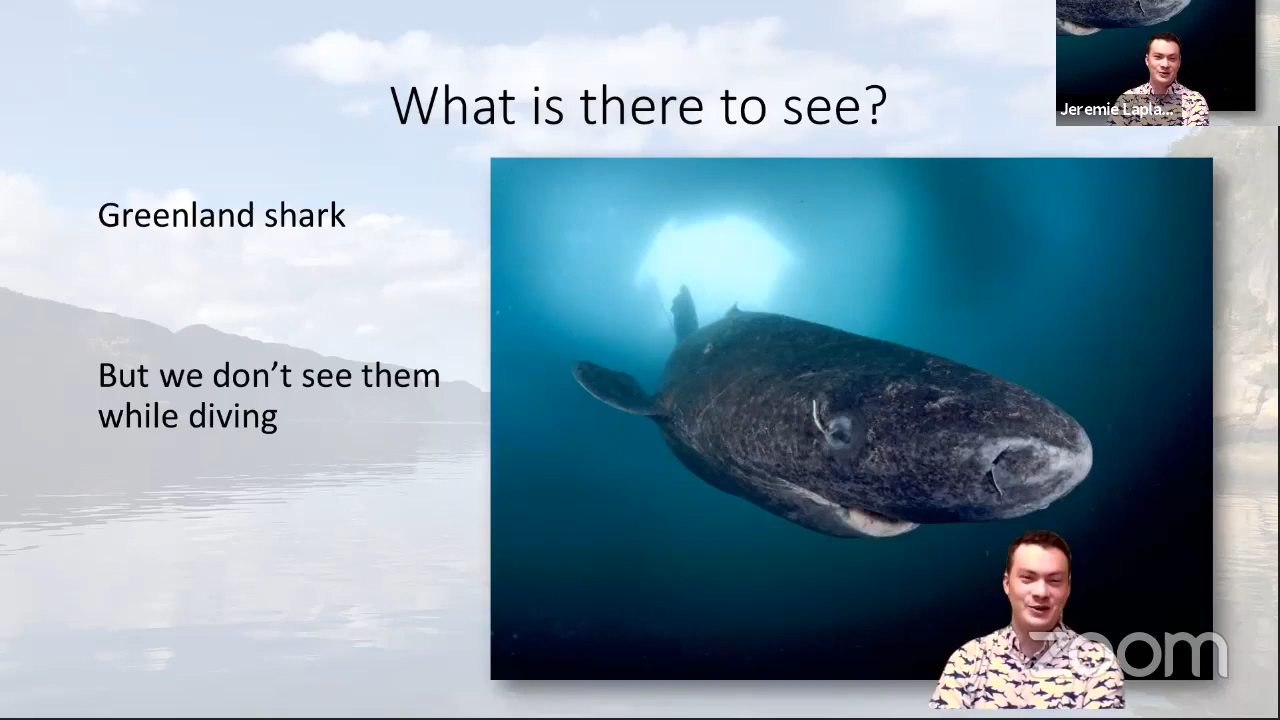 What is there to see?
Jeremie Lapla...
Greenland shark
But we don't see them
while diving
zoom